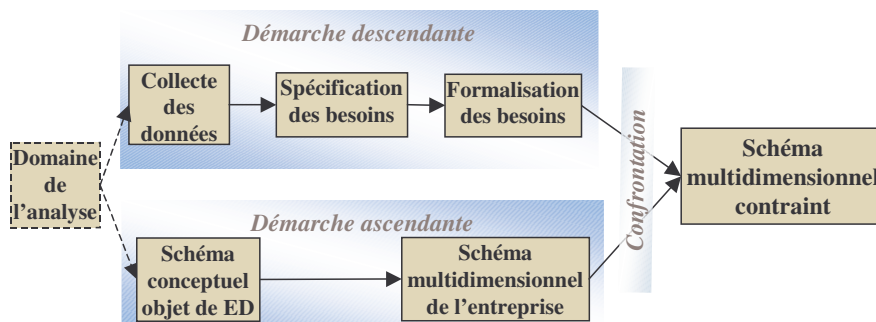 Démarche descendante
Collecte
des
données
Spécification
des besoins
Formalisation
des besoins
Domaine
de
l'analyse
Confrontation
Schéma
multidimensionnel
contraint
Démarche ascendante
Schéma
conceptuel
objet de ED
Schéma
multidimensionnel
de l'entreprise